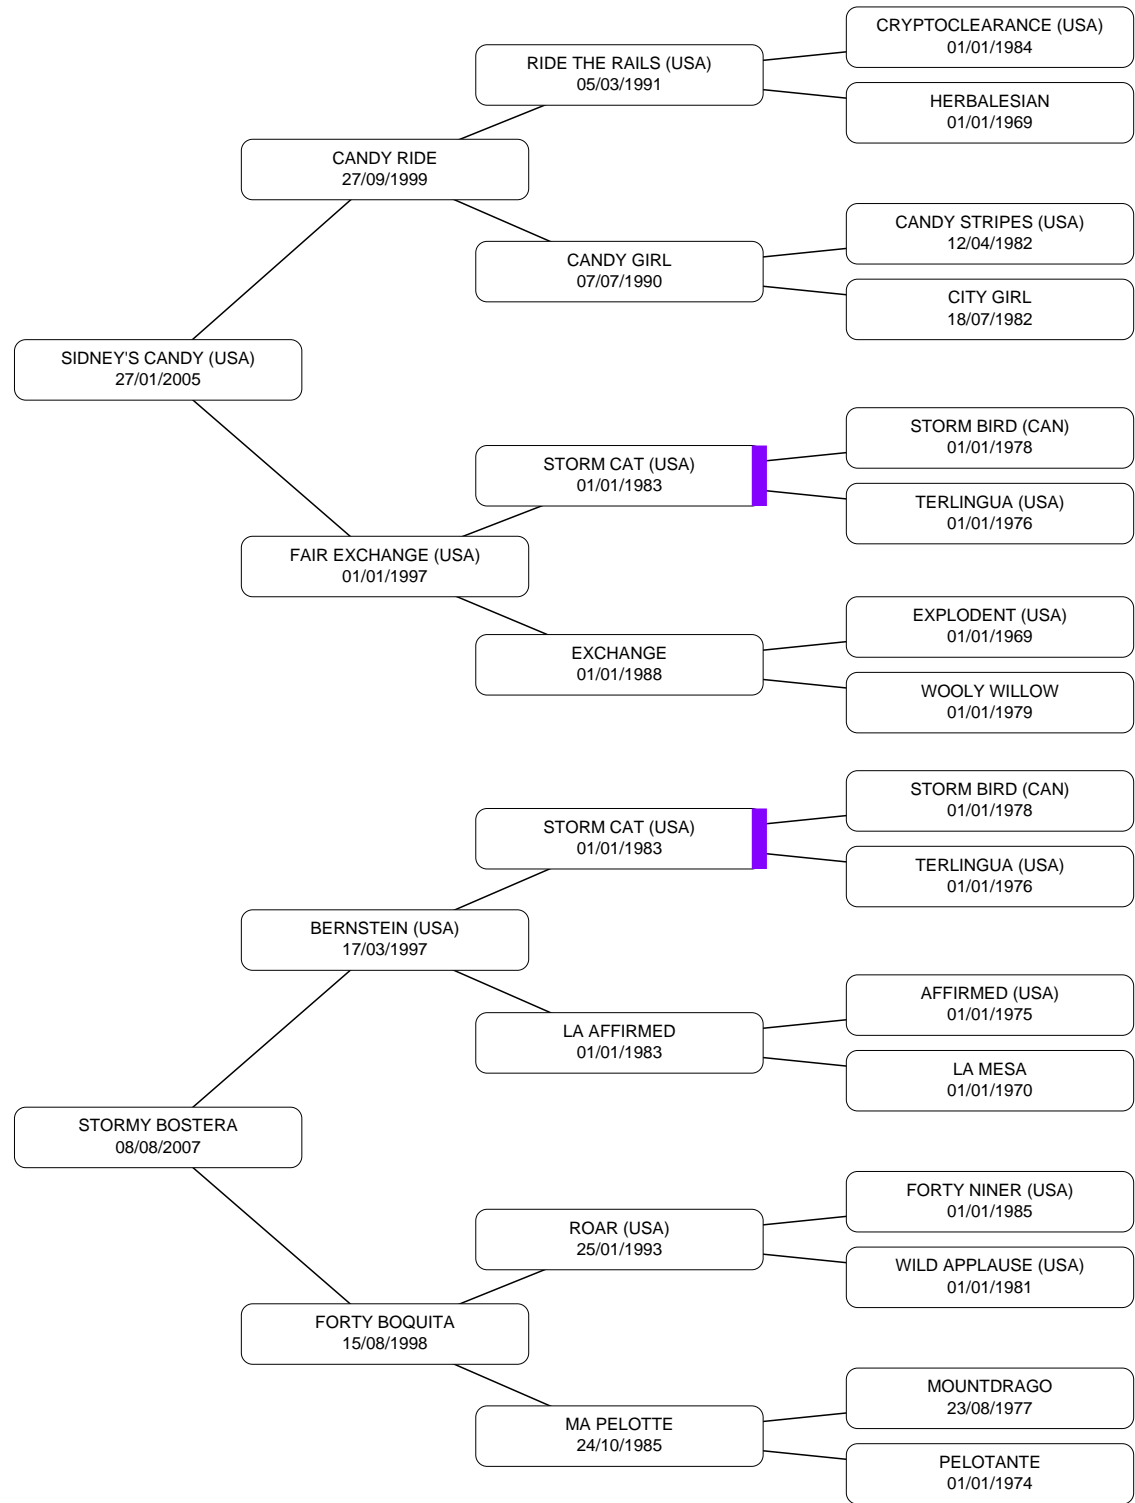 CRYPTOCLEARANCE (USA)
01/01/1984
RIDE THE RAILS (USA)
05/03/1991
HERBALESIAN
01/01/1969
CANDY RIDE
27/09/1999
CANDY STRIPES (USA)
12/04/1982
CANDY GIRL
07/07/1990
CITY GIRL
18/07/1982
SIDNEY'S CANDY (USA)
27/01/2005
STORM BIRD (CAN)
01/01/1978
STORM CAT (USA)
01/01/1983
TERLINGUA (USA)
01/01/1976
FAIR EXCHANGE (USA)
01/01/1997
EXPLODENT (USA)
01/01/1969
EXCHANGE
01/01/1988
WOOLY WILLOW
01/01/1979
STORM BIRD (CAN)
01/01/1978
STORM CAT (USA)
01/01/1983
TERLINGUA (USA)
01/01/1976
BERNSTEIN (USA)
17/03/1997
AFFIRMED (USA)
01/01/1975
LA AFFIRMED
01/01/1983
LA MESA
01/01/1970
STORMY BOSTERA
08/08/2007
FORTY NINER (USA)
01/01/1985
ROAR (USA)
25/01/1993
WILD APPLAUSE (USA)
01/01/1981
FORTY BOQUITA
15/08/1998
MOUNTDRAGO
23/08/1977
MA PELOTTE
24/10/1985
PELOTANTE
01/01/1974